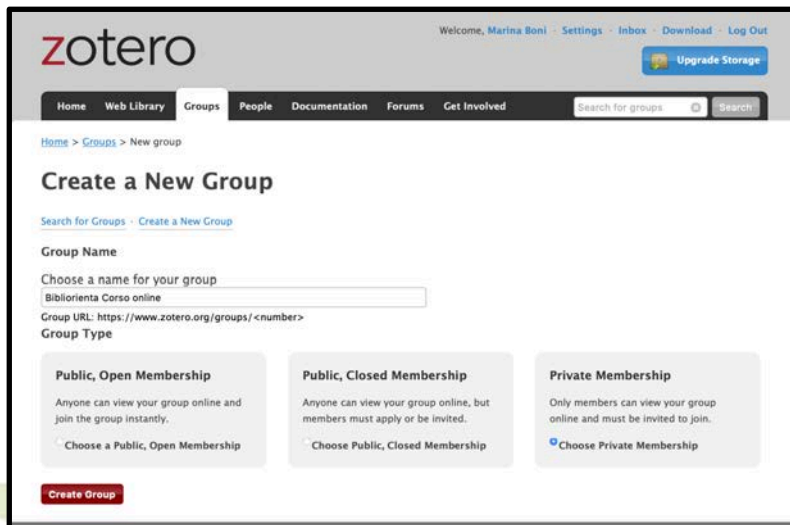 zotero
Welcome, Marina Boni · Settings · Inbox · Download · Log Out
Upgrade Storage
Home Web Library Groups People Documentation Forums Get Involved Search for groups Search
Home > Groups > New group
Create a New Group
Search for Groups · Create a New Group
Group Name
Choose a name for your group
Bibliorienta Corso online
Group URL: https://www.zotero.org/groups/<number>
Group Type
Public, Open Membership
Anyone can view your group online and
join the group instantly.
Choose a Public, Open Membership
Public, Closed Membership
Anyone can view your group online, but
members must apply or be invited.
Choose Public, Closed Membership
Private Membership
Only members can view your group
online and must be invited to join.
Choose Private Membership
Create Group